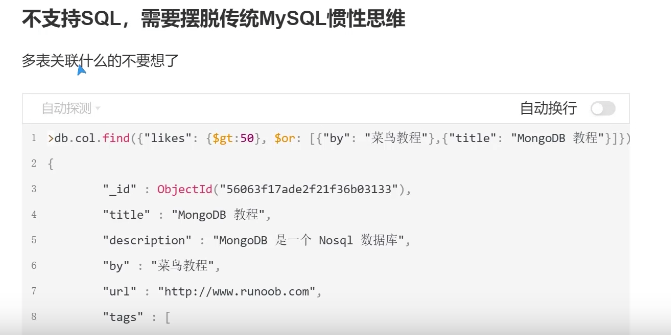 不支持SQL，需要摆脱传统MySQL惯性思维
多表关联什么的不要想了
自动探测
自动换行
1 >db.col.find({"likes": {$gt:50}, $or: [{"by": "菜鸟教程"},{"title": "MongoDB 教程"}]})
2 {
3 "_id" : ObjectId("56063f17ade2f21f36b03133"),
4 "title" : "MongoDB 教程",
5 "description" : "MongoDB 是一个 Nosql 数据库",
6 "by" : "菜鸟教程",
7 "url" : "http://www.runoob.com",
8 "tags" : [